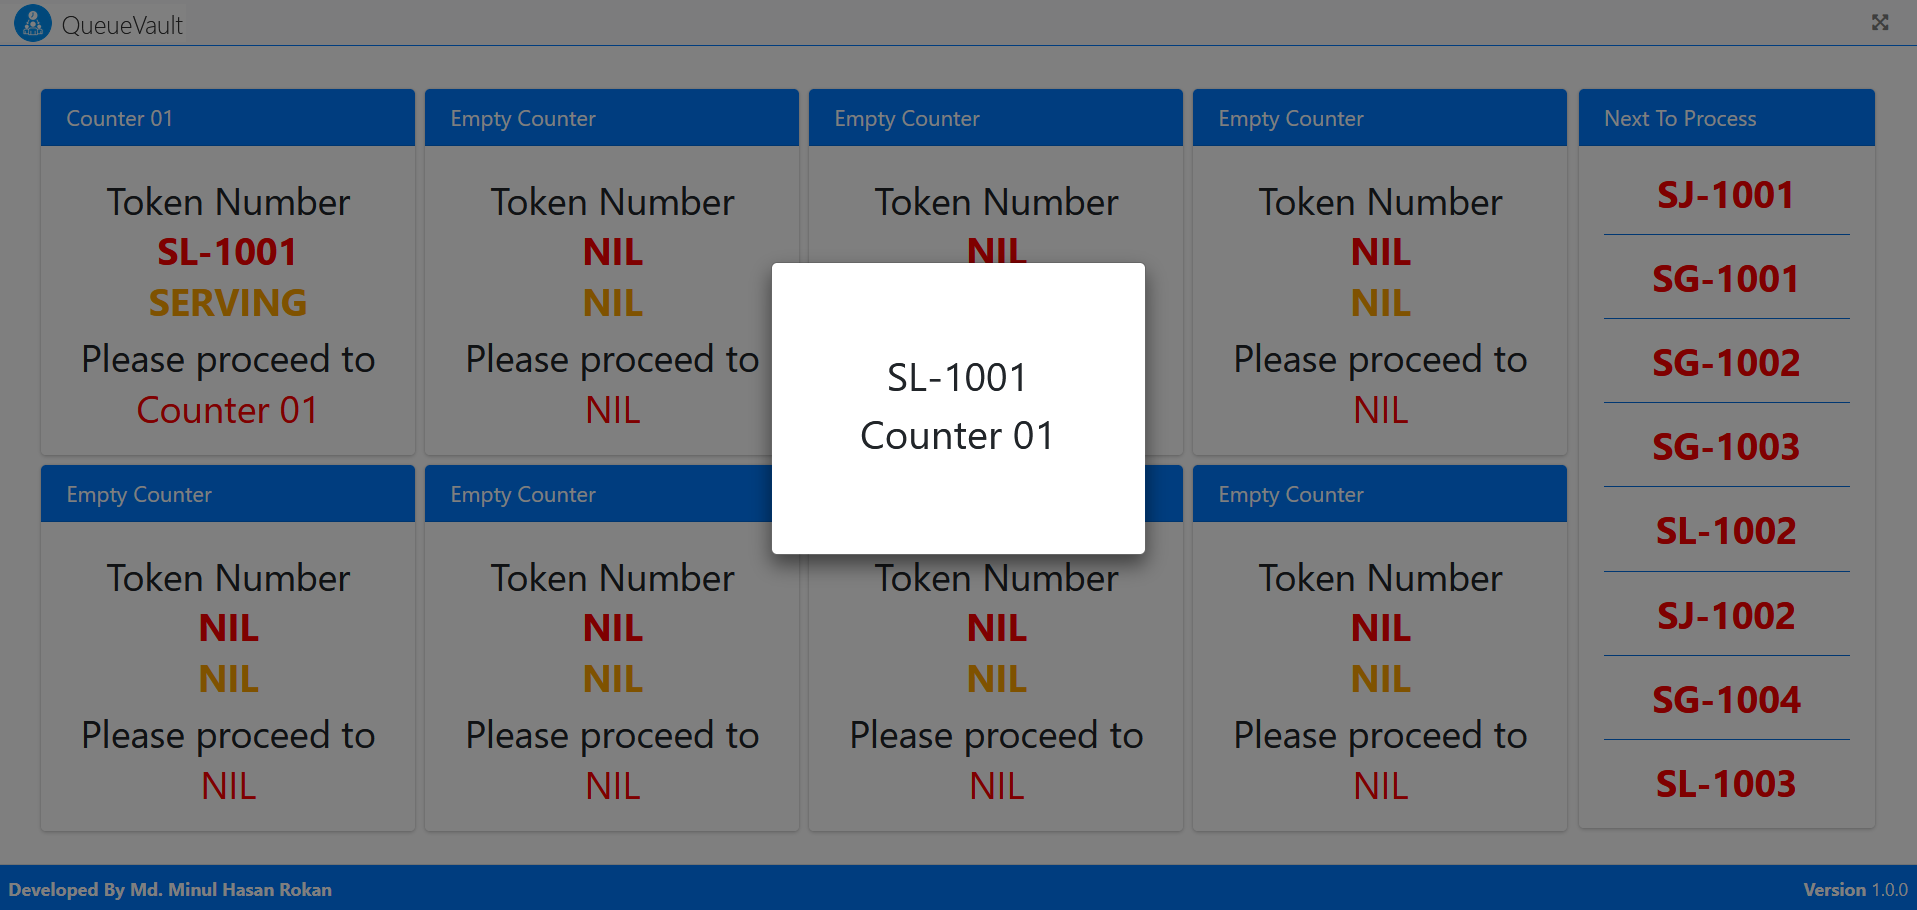 QueueVault
Counter 01
Token Number
SL-1001
SERVING
Please proceed to
Counter 01
Empty Counter
Token Number
NIL
NIL
Please proceed to
NIL
Empty Counter
Token Number
NIL
Empty Counter
Token Number
NIL
NIL
Please proceed to
NIL
SL-1001
Counter 01
Empty Counter
Token Number
NIL
NIL
Please proceed to
NIL
Empty Counter
Token Number
NIL
NIL
Please proceed to
NIL
Token Number
NIL
NIL
Please proceed to
NIL
Empty Counter
Token Number
NIL
NIL
Please proceed to
NIL
Next To Process
SJ-1001
SG-1001
SG-1002
SG-1003
SL-1002
SJ-1002
SG-1004
SL-1003
Developed By Md. Minul Hasan Rokan
Version 1.0.0